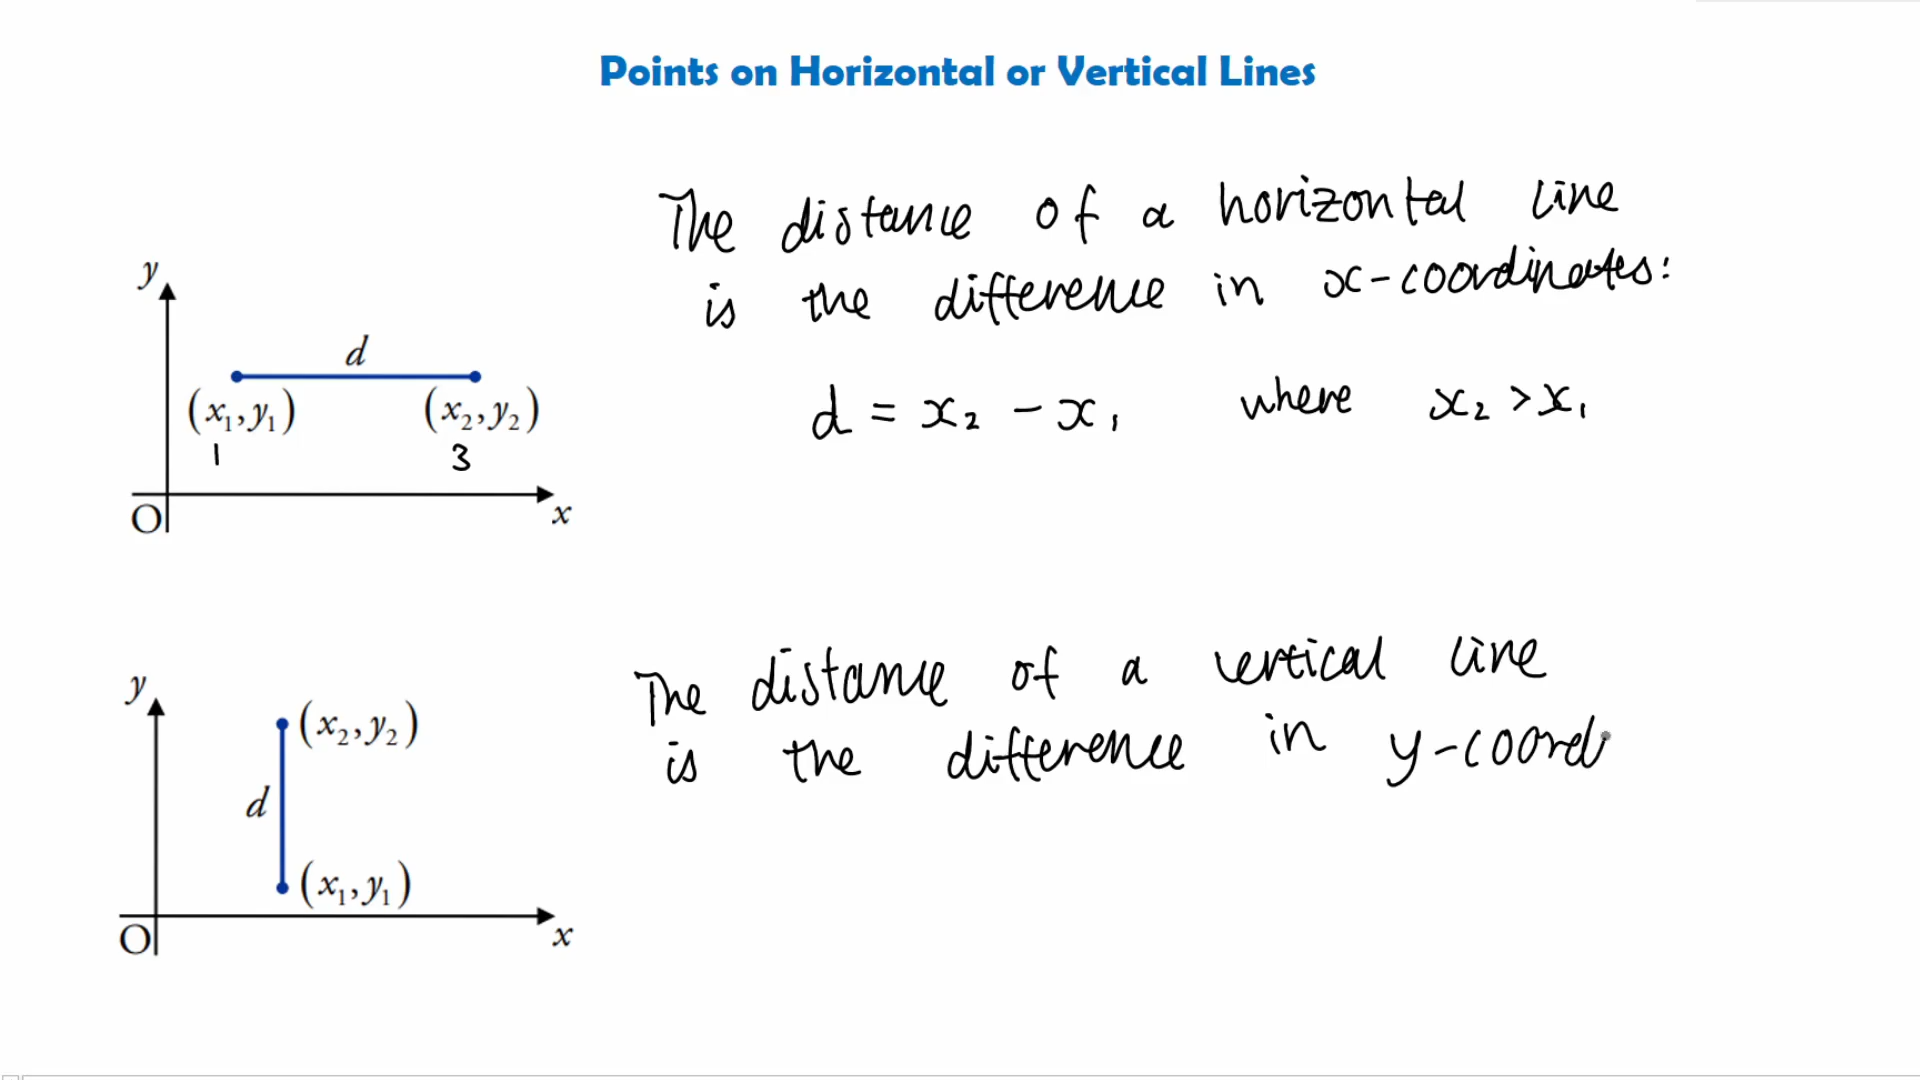 Points on Horizontal or Vertical Lines
The distance of a horizontal line
is the difference in x-coordinates:
d = x₂ - x₁ where x₂ > x₁
y
d
(x₁, y₁) (x₂, y₂)
1 3
O x
The distance of a vertical line
is the difference in y-coordi
y
(x₂, y₂)
d
(x₁, y₁)
O x